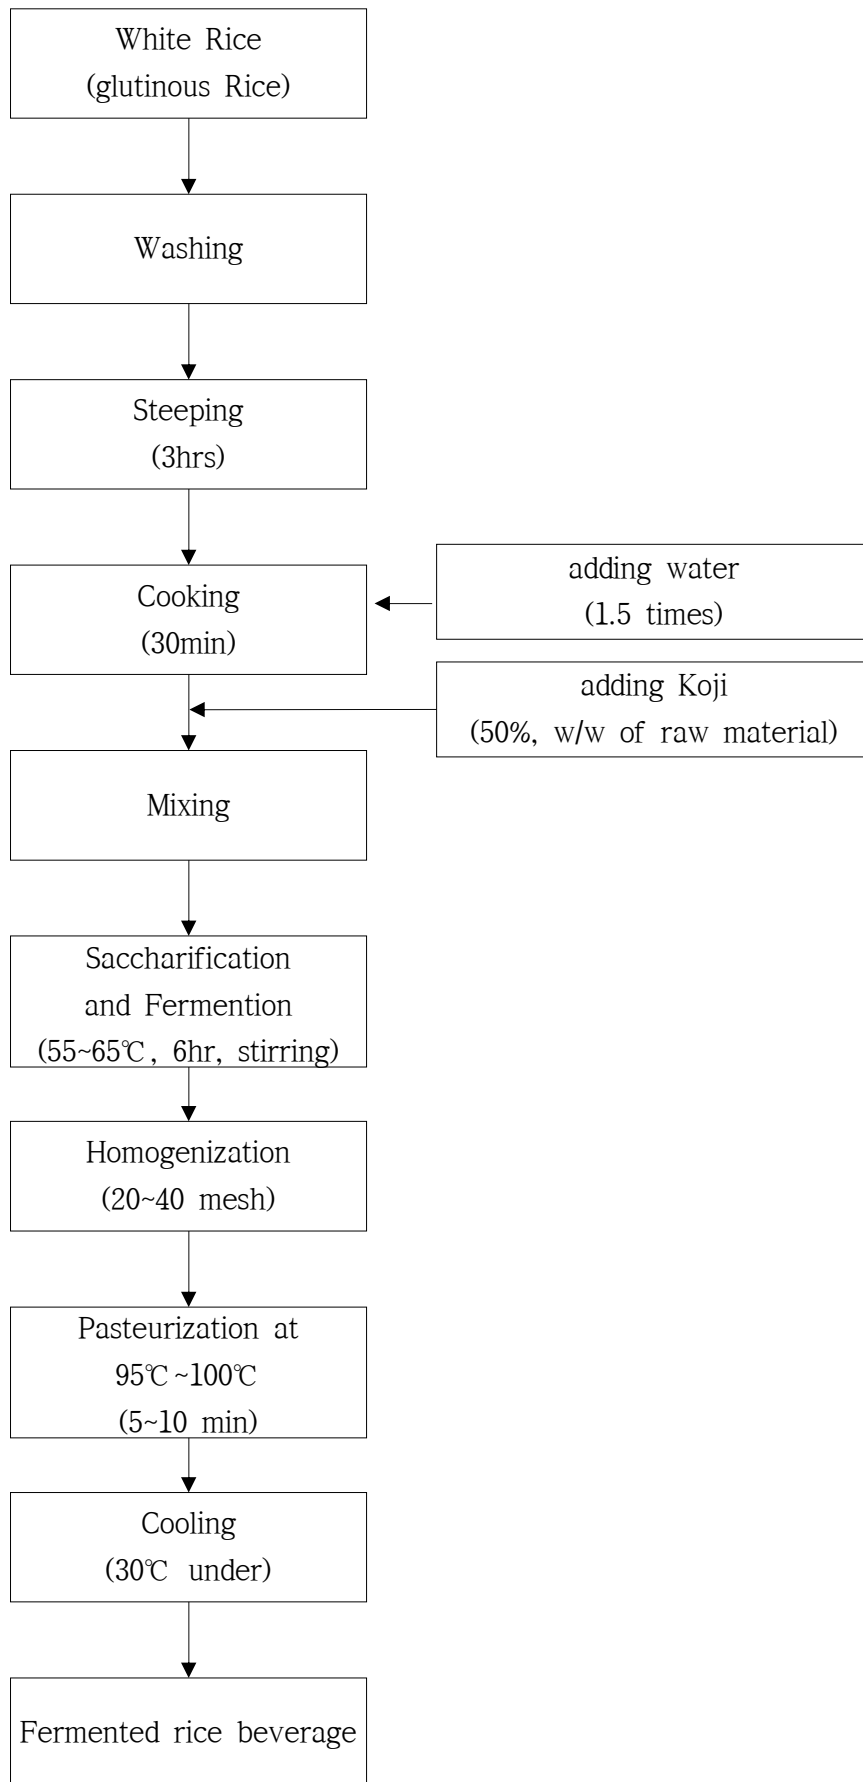 White Rice
(glutinous Rice)
Washing
Steeping
(3hrs)
Cooking
(30min)
adding water
(1.5 times)
adding Koji
(50%, w/w of raw material)
Mixing
Saccharification
and Fermention
(55~65℃, 6hr, stirring)
Homogenization
(20~40 mesh)
Pasteurization at
95℃~100℃
(5~10 min)
Cooling
(30℃ under)
Fermented rice beverage